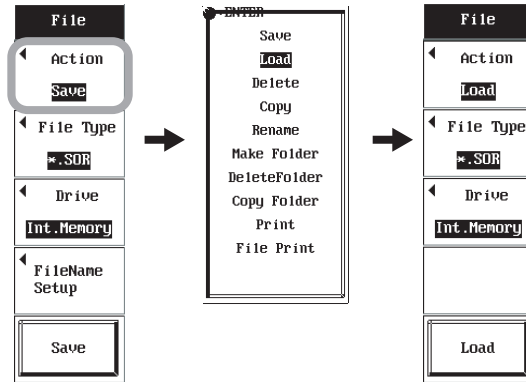 File
Action
Save
File Type
*.SOR
Drive
Int.Memory
FileName
Setup
Save
:ENTER
Save
Load
Delete
Copy
Rename
Make Folder
DeleteFolder
Copy Folder
Print
File Print
File
Action
Load
File Type
*.SOR
Drive
Int.Memory
Load